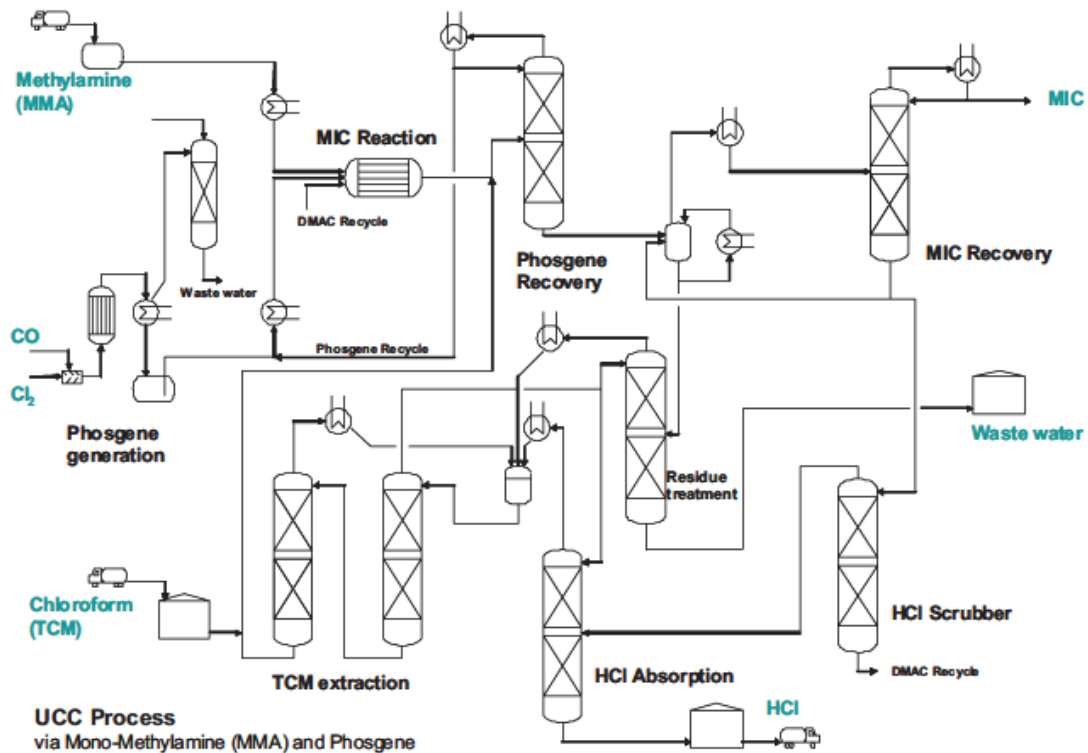 Methylamine
(MMA)
MIC Reaction
MIC
DMAC Recycle
Phosgene
Recovery
MIC Recovery
Waste water
CO
Cl2
Phosgene Recycle
Phosgene
generation
Waste water
Residue
treatment
Chloroform
(TCM)
HCl Scrubber
TCM extraction
HCl Absorption
DMAC Recycle
HCl
UCC Process
via Mono-Methylamine (MMA) and Phosgene